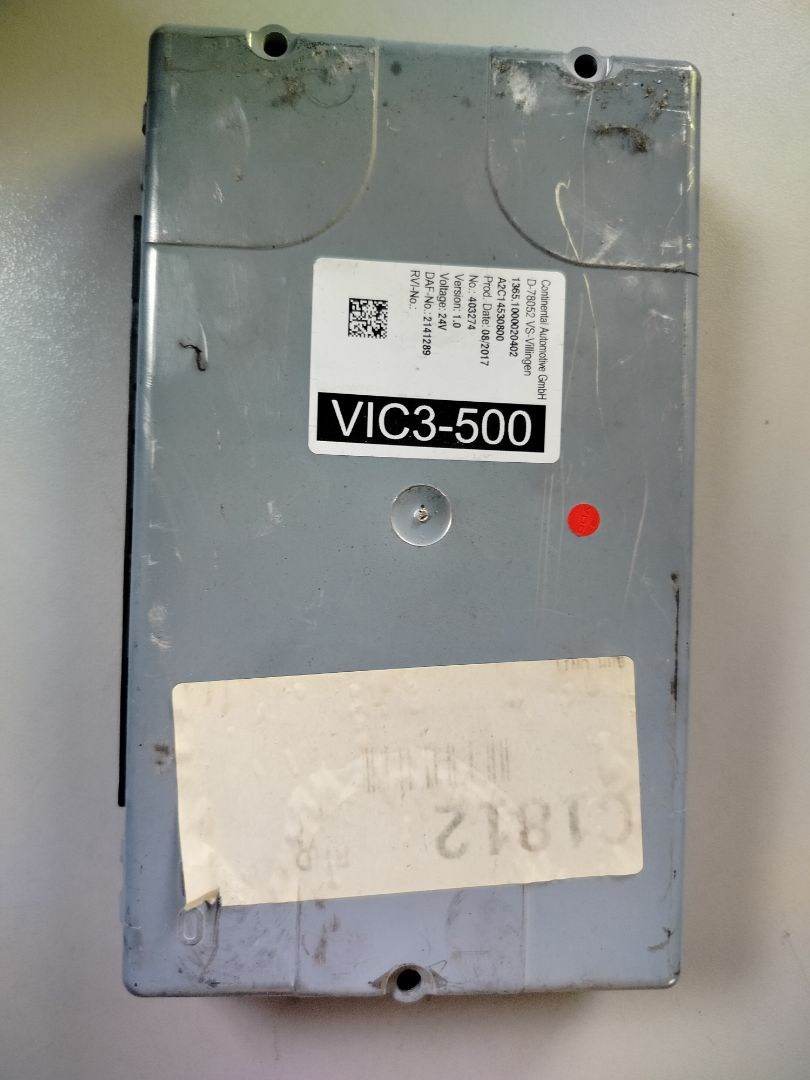 Continental Automotive GmbH
D-78052 VS-Villingen
1365.1000020402
A2C14530800
Prod. Date: 08/2017
No.: 403274
Version: 1.0
Voltage: 24V
DAF-No.: 2141289
RVI-No.:
VIC3-500
C1812